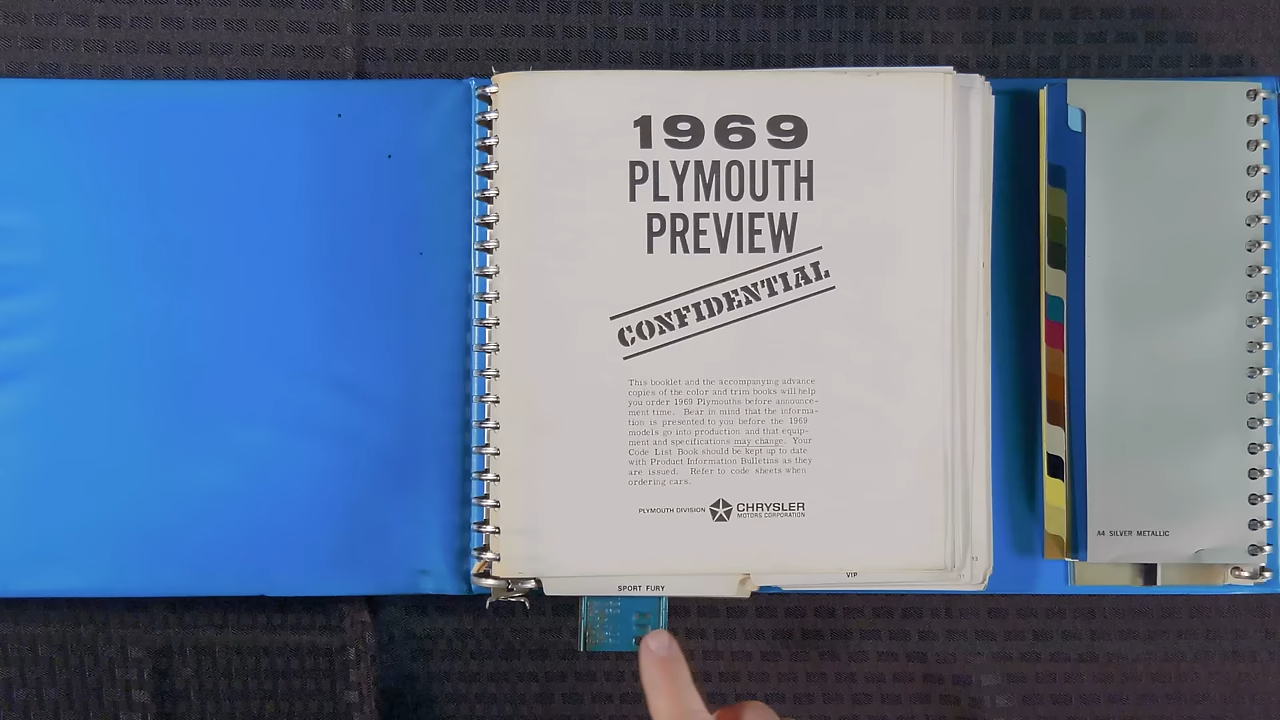 1969
PLYMOUTH
PREVIEW
CONFIDENTIAL
This booklet and the accompanying advance
copies of the color and trim books will help
you order 1969 Plymouths before announce-
ment time. Bear in mind that the informa-
tion is presented to you before the 1969
models go into production and that equip-
ment and specifications may change. Your
Code List Book should be kept up to date
with Product Information Bulletins as they
are issued. Refer to code sheets when
ordering cars.
PLYMOUTH DIVISION CHRYSLER
MOTORS CORPORATION
A4 SILVER METALLIC
13
11
VIP
SPORT FURY